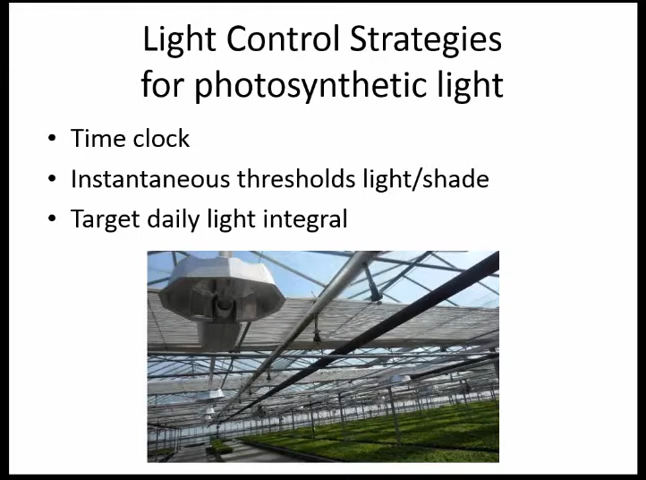 Light Control Strategies
for photosynthetic light
• Time clock
• Instantaneous thresholds light/shade
• Target daily light integral